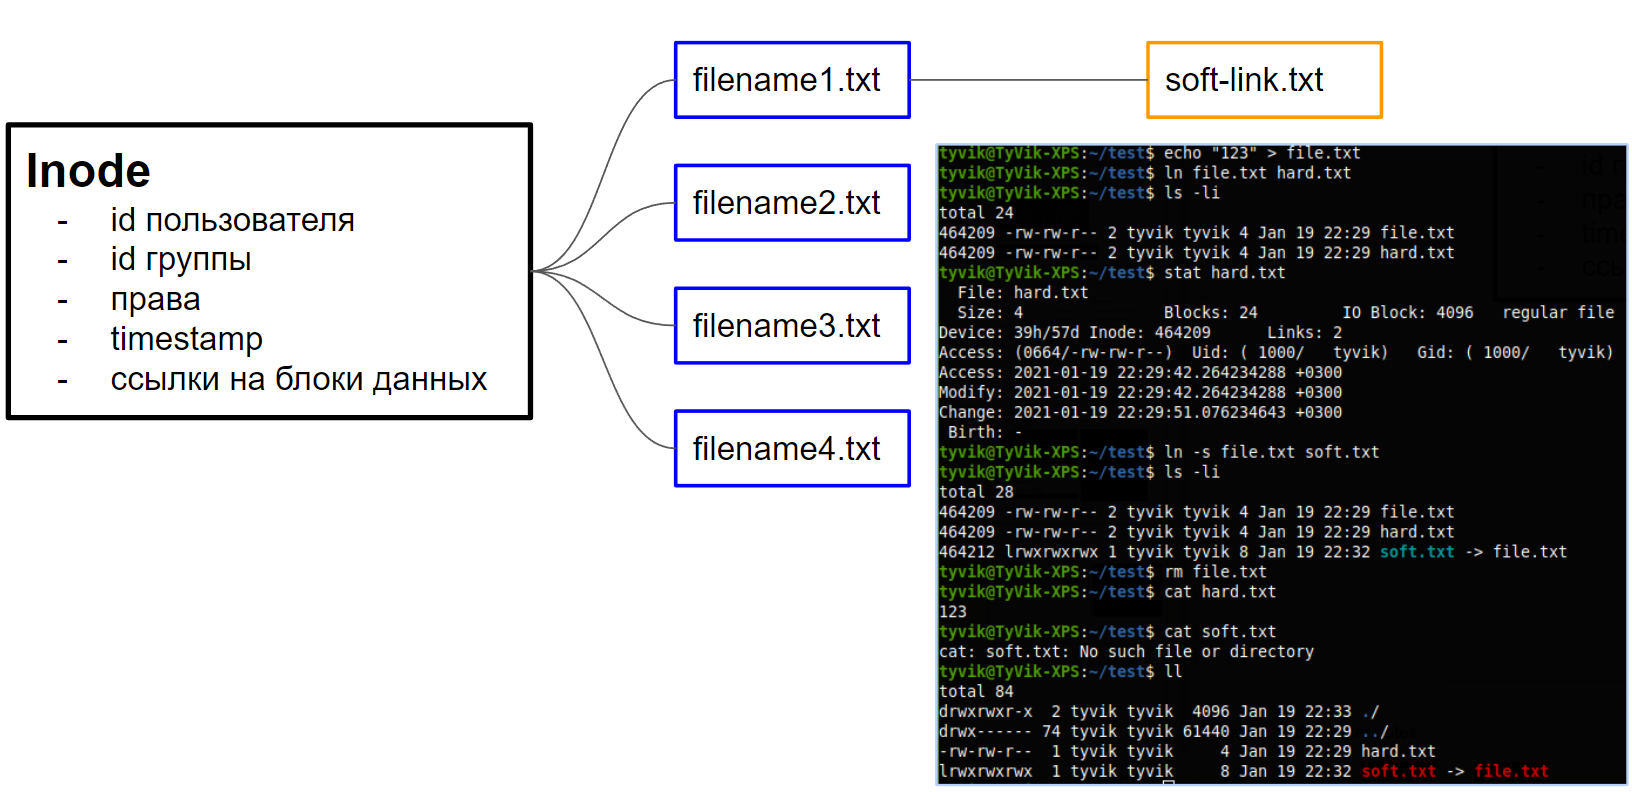 Inode
- id пользователя
- id группы
- права
- timestamp
- ссылки на блоки данных
filename1.txt
filename2.txt
filename3.txt
filename4.txt
soft-link.txt
tyvik@TyVik-XPS:~/test$ echo "123" > file.txt
tyvik@TyVik-XPS:~/test$ ln file.txt hard.txt
tyvik@TyVik-XPS:~/test$ ls -li
total 24
464209 -rw-rw-r-- 2 tyvik tyvik 4 Jan 19 22:29 file.txt
464209 -rw-rw-r-- 2 tyvik tyvik 4 Jan 19 22:29 hard.txt
tyvik@TyVik-XPS:~/test$ stat hard.txt
  File: hard.txt
  Size: 4               Blocks: 24         IO Block: 4096   regular file
Device: 39h/57d Inode: 464209      Links: 2
Access: (0664/-rw-rw-r--)  Uid: ( 1000/   tyvik)   Gid: ( 1000/   tyvik)
Access: 2021-01-19 22:29:42.264234288 +0300
Modify: 2021-01-19 22:29:42.264234288 +0300
Change: 2021-01-19 22:29:51.076234643 +0300
 Birth: -
tyvik@TyVik-XPS:~/test$ ln -s file.txt soft.txt
tyvik@TyVik-XPS:~/test$ ls -li
total 28
464209 -rw-rw-r-- 2 tyvik tyvik 4 Jan 19 22:29 file.txt
464209 -rw-rw-r-- 2 tyvik tyvik 4 Jan 19 22:29 hard.txt
464212 lrwxrwxrwx 1 tyvik tyvik 8 Jan 19 22:32 soft.txt -> file.txt
tyvik@TyVik-XPS:~/test$ rm file.txt
tyvik@TyVik-XPS:~/test$ cat hard.txt
123
tyvik@TyVik-XPS:~/test$ cat soft.txt
cat: soft.txt: No such file or directory
tyvik@TyVik-XPS:~/test$ ll
total 84
drwxrwxr-x  2 tyvik tyvik  4096 Jan 19 22:33 ./
drwx------ 74 tyvik tyvik 61440 Jan 19 22:29 ../
-rw-rw-r--  1 tyvik tyvik     4 Jan 19 22:29 hard.txt
lrwxrwxrwx  1 tyvik tyvik     8 Jan 19 22:32 soft.txt -> file.txt